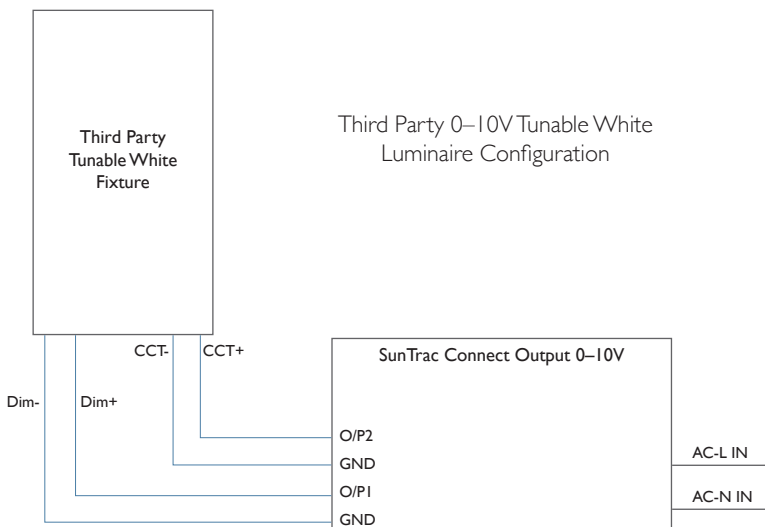 Third Party 0–10V Tunable White
Luminaire Configuration
Third Party
Tunable White
Fixture
CCT-
CCT+
Dim-
Dim+
SunTrac Connect Output 0–10V
O/P2
GND
O/P1
GND
AC-L IN
AC-N IN